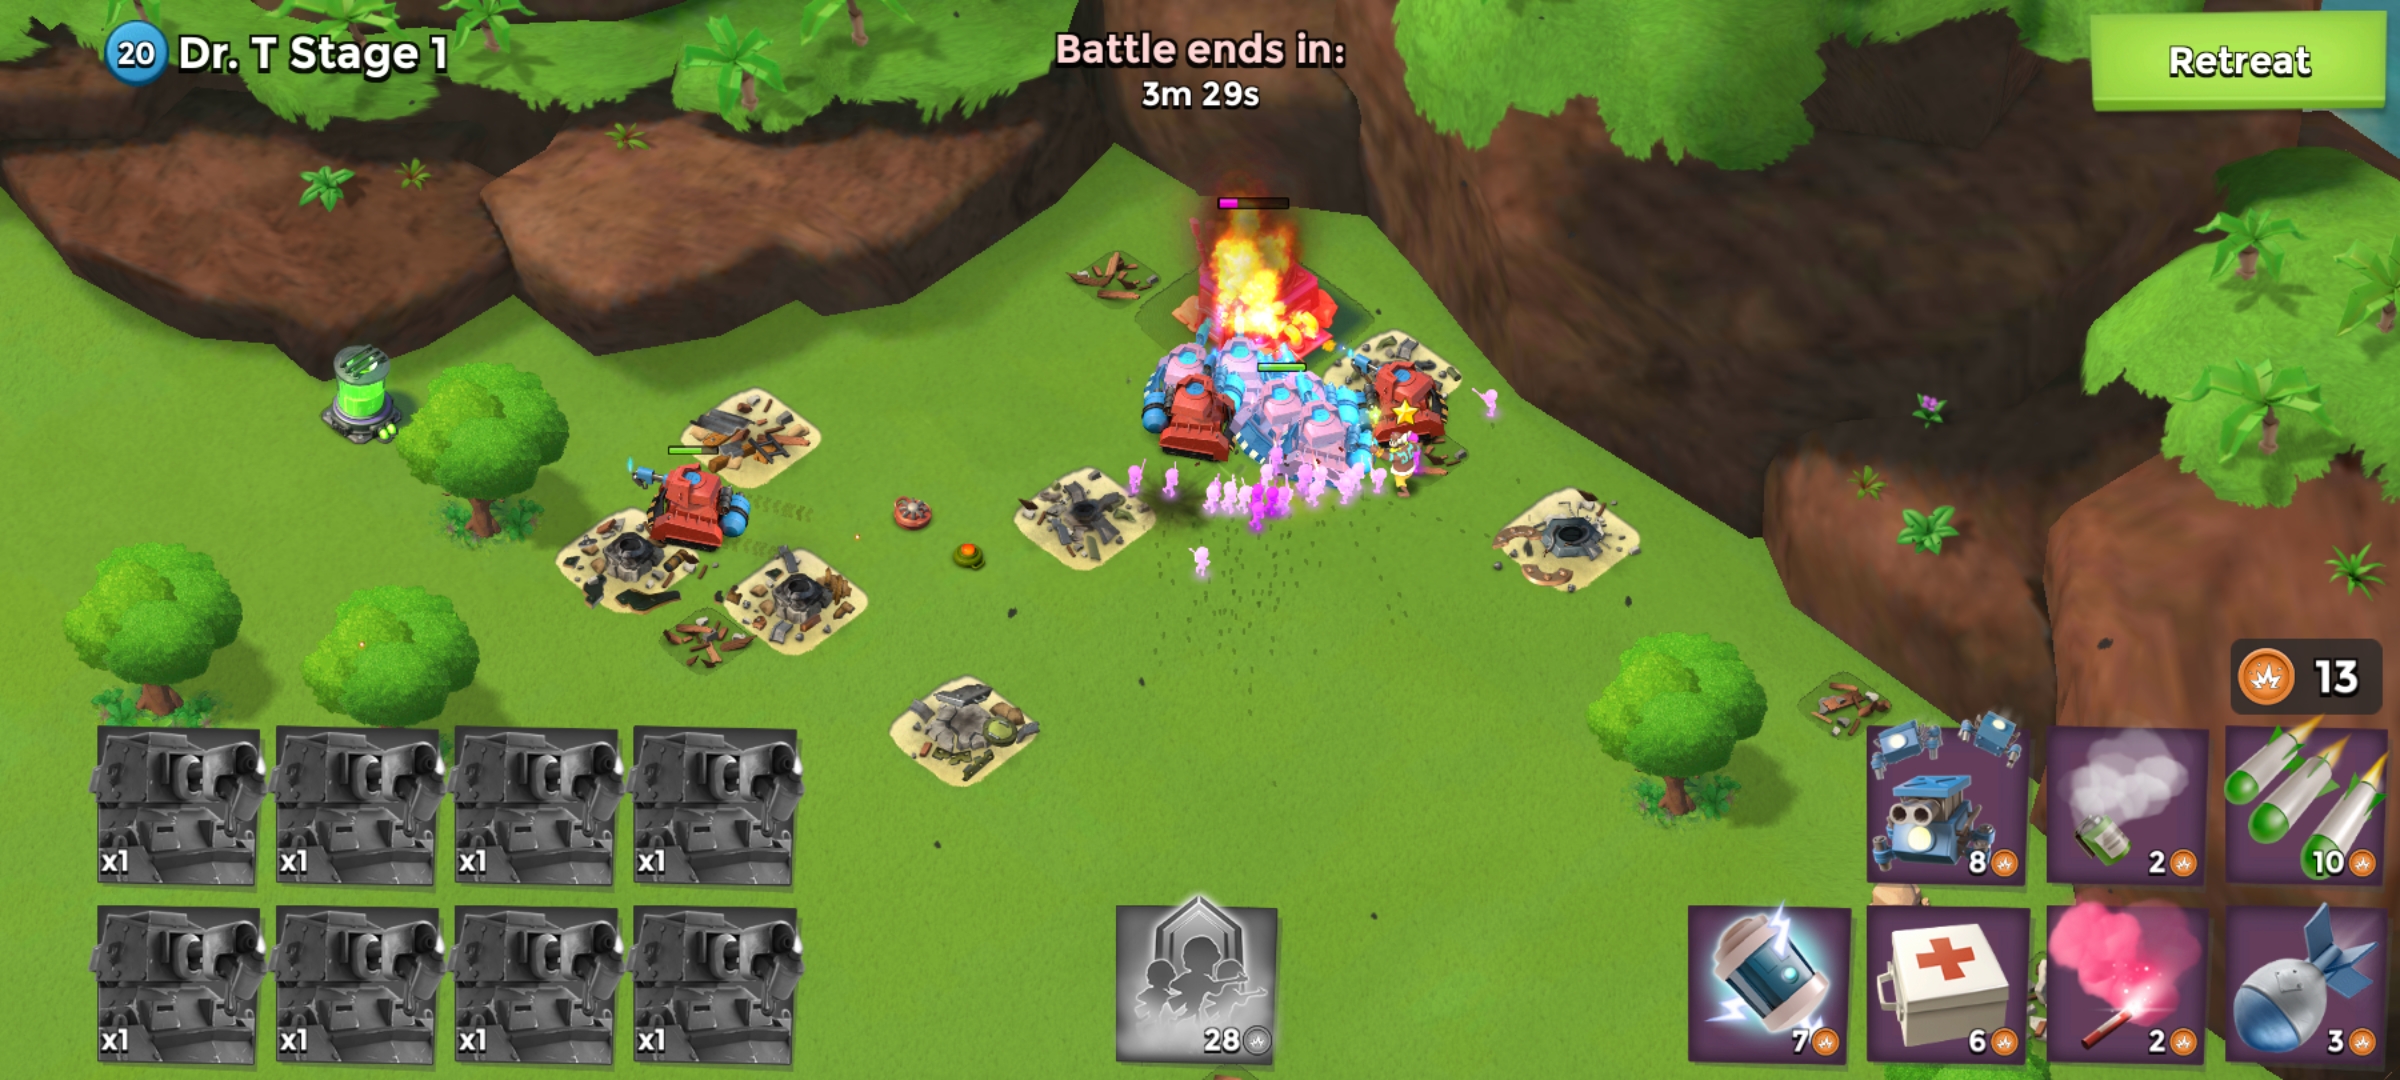 20 Dr. T Stage 1
Battle ends in:
3m 29s
Retreat
13
x1 x1 x1 x1
8 2 10
x1 x1 x1 x1
28
7 6 2 3